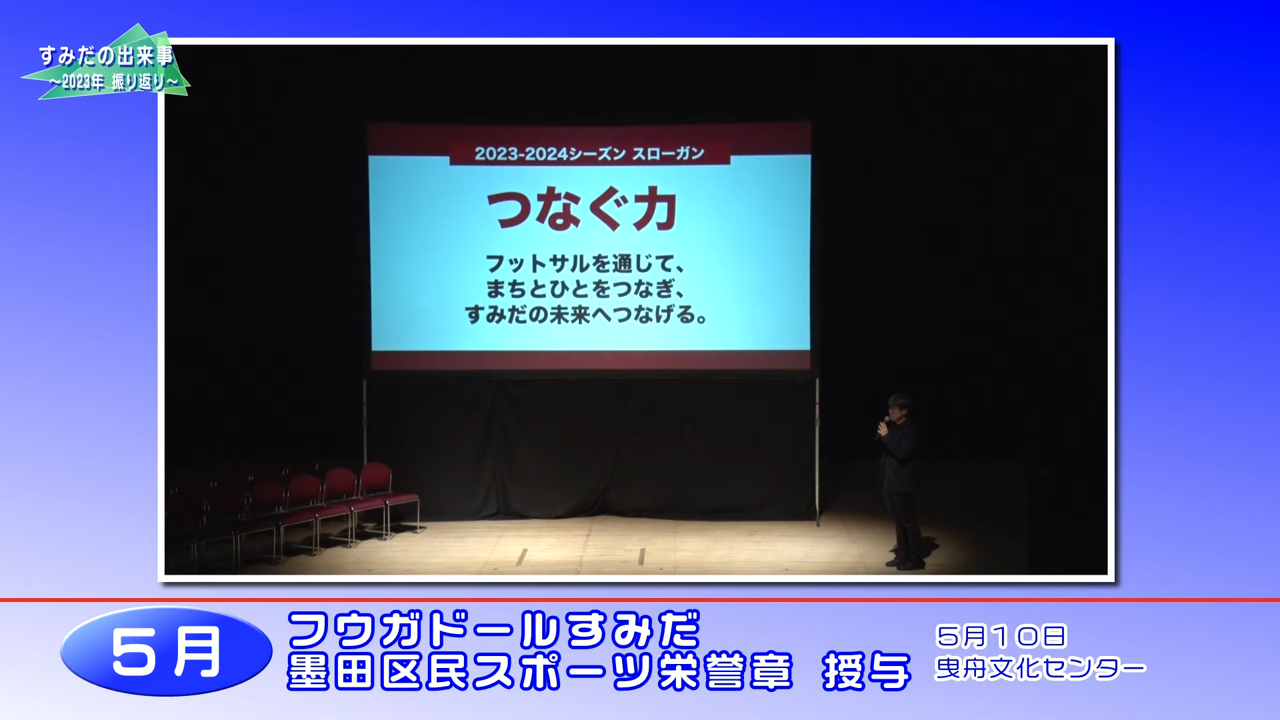 すみだの出来事
～2023年 振り返り～
2023-2024シーズン スローガン
つなぐ力
フットサルを通じて、
まちとひとをつなぎ、
すみだの未来へつなげる。
5月
フウガドールすみだ
墨田区民スポーツ栄誉章 授与
5月10日
曳舟文化センター